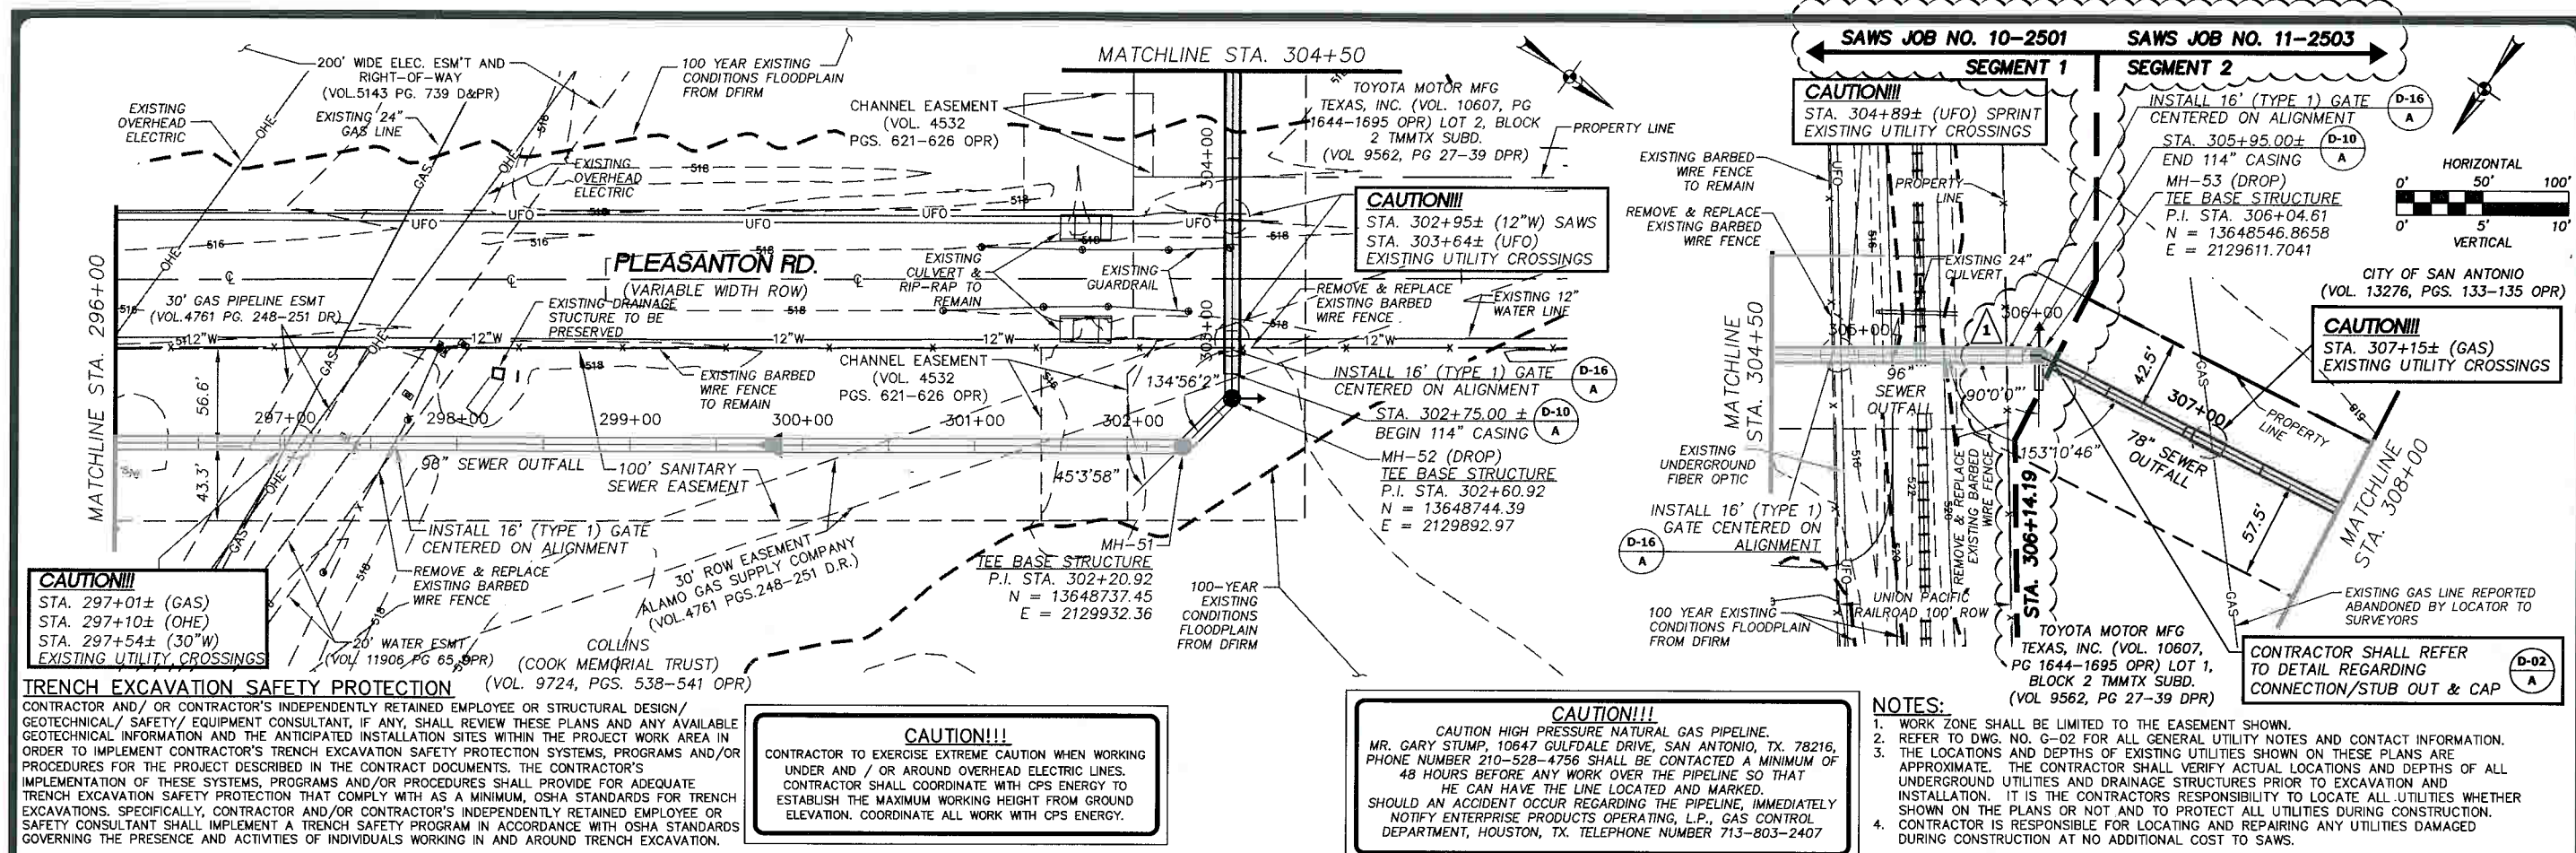 200' WIDE ELEC. ESM'T AND
RIGHT-OF-WAY
(VOL.5143 PG. 739 D&PR)
EXISTING
OVERHEAD
ELECTRIC
EXISTING 24"
GAS LINE
100 YEAR EXISTING
CONDITIONS FLOODPLAIN
FROM DFIRM
CHANNEL EASEMENT
(VOL. 4532
PGS. 621-626 OPR)
MATCHLINE STA. 304+50
TOYOTA MOTOR MFG
TEXAS, INC. (VOL. 10607, PG
1644-1695 OPR) LOT 2, BLOCK
2 TMMTX SUBD.
(VOL 9562, PG 27-39 DPR)
PROPERTY LINE
EXISTING
OVERHEAD
ELECTRIC
OHE
GAS
OHE
516
518
518
304+00
UFO
UFO
UFO
UFO
UFO
UFO
UFO
516
516
518
518
518
CAUTION!!!
STA. 302+95± (12"W) SAWS
STA. 303+64± (UFO)
EXISTING UTILITY CROSSINGS
PLEASANTON RD.
(VARIABLE WIDTH ROW)
EXISTING
CULVERT &
RIP-RAP TO
REMAIN
EXISTING
GUARDRAIL
REMOVE & REPLACE
EXISTING BARBED
WIRE FENCE
EXISTING 12"
WATER LINE
MATCHLINE STA. 296+00
30' GAS PIPELINE ESMT
(VOL.4761 PG. 248-251 DR)
EXISTING DRAINAGE
STUCTURE TO BE
PRESERVED
518
303+00
12"W
12"W
12"W
12"W
12"W
12"W
56.6'
43.3'
EXISTING BARBED
WIRE FENCE
TO REMAIN
CHANNEL EASEMENT
(VOL. 4532
PGS. 621-626 OPR)
134°56'2"
INSTALL 16' (TYPE 1) GATE
CENTERED ON ALIGNMENT
D-16
A
STA. 302+75.00 ±
BEGIN 114" CASING
D-10
A
MH-52 (DROP)
TEE BASE STRUCTURE
P.I. STA. 302+60.92
N = 13648744.39
E = 2129892.97
297+00
298+00
299+00
300+00
301+00
302+00
98" SEWER OUTFALL
100' SANITARY
SEWER EASEMENT
45°3'58"
INSTALL 16' (TYPE 1) GATE
CENTERED ON ALIGNMENT
REMOVE & REPLACE
EXISTING BARBED
WIRE FENCE
30' ROW EASEMENT
ALAMO GAS SUPPLY COMPANY
(VOL.4761 PGS.248-251 D.R.)
MH-51
TEE BASE STRUCTURE
P.I. STA. 302+20.92
N = 13648737.45
E = 2129932.36
100-YEAR
EXISTING
CONDITIONS
FLOODPLAIN
FROM DFIRM
CAUTION!!!
STA. 297+01± (GAS)
STA. 297+10± (OHE)
STA. 297+54± (30"W)
EXISTING UTILITY CROSSINGS
20' WATER ESMT
(VOL 11906 PG 65 OPR)
COLLINS
(COOK MEMORIAL TRUST)
(VOL. 9724, PGS. 538-541 OPR)
SAWS JOB NO. 10-2501
SAWS JOB NO. 11-2503
SEGMENT 1
SEGMENT 2
CAUTION!!!
STA. 304+89± (UFO) SPRINT
EXISTING UTILITY CROSSINGS
INSTALL 16' (TYPE 1) GATE
CENTERED ON ALIGNMENT
D-16
A
STA. 305+95.00±
END 114" CASING
D-10
A
MH-53 (DROP)
TEE BASE STRUCTURE
P.I. STA. 306+04.61
N = 13648546.8658
E = 2129611.7041
HORIZONTAL
0' 50' 100'
0' 5' 10'
VERTICAL
EXISTING BARBED
WIRE FENCE
TO REMAIN
REMOVE & REPLACE
EXISTING BARBED
WIRE FENCE
UFO
PROPERTY
LINE
516
EXISTING 24"
CULVERT
CITY OF SAN ANTONIO
(VOL. 13276, PGS. 133-135 OPR)
CAUTION!!!
STA. 307+15± (GAS)
EXISTING UTILITY CROSSINGS
MATCHLINE
STA. 304+50
305+00
306+00
1
96"
SEWER
OUTFALL
90°0'0"
42.5'
GAS
307+00
PROPERTY
LINE
518
78" SEWER
OUTFALL
153°10'46"
57.5'
MATCHLINE
STA. 308+00
EXISTING
UNDERGROUND
FIBER OPTIC
516
522
520
520
REMOVE & REPLACE
EXISTING BARBED
WIRE FENCE
STA. 306+14.19
INSTALL 16' (TYPE 1)
GATE CENTERED ON
ALIGNMENT
D-16
A
UFO
100 YEAR EXISTING
CONDITIONS FLOODPLAIN
FROM DFIRM
UNION PACIFIC
RAILROAD 100' ROW
GAS
EXISTING GAS LINE REPORTED
ABANDONED BY LOCATOR TO
SURVEYORS
TOYOTA MOTOR MFG
TEXAS, INC. (VOL. 10607,
PG 1644-1695 OPR) LOT 1,
BLOCK 2 TMMTX SUBD.
(VOL 9562, PG 27-39 DPR)
CONTRACTOR SHALL REFER
TO DETAIL REGARDING
CONNECTION/STUB OUT & CAP
D-02
A
TRENCH EXCAVATION SAFETY PROTECTION
CONTRACTOR AND/ OR CONTRACTOR'S INDEPENDENTLY RETAINED EMPLOYEE OR STRUCTURAL DESIGN/
GEOTECHNICAL/ SAFETY/ EQUIPMENT CONSULTANT, IF ANY, SHALL REVIEW THESE PLANS AND ANY AVAILABLE
GEOTECHNICAL INFORMATION AND THE ANTICIPATED INSTALLATION SITES WITHIN THE PROJECT WORK AREA IN
ORDER TO IMPLEMENT CONTRACTOR'S TRENCH EXCAVATION SAFETY PROTECTION SYSTEMS, PROGRAMS AND/OR
PROCEDURES FOR THE PROJECT DESCRIBED IN THE CONTRACT DOCUMENTS. THE CONTRACTOR'S
IMPLEMENTATION OF THESE SYSTEMS, PROGRAMS AND/OR PROCEDURES SHALL PROVIDE FOR ADEQUATE
TRENCH EXCAVATION SAFETY PROTECTION THAT COMPLY WITH AS A MINIMUM, OSHA STANDARDS FOR TRENCH
EXCAVATIONS. SPECIFICALLY, CONTRACTOR AND/OR CONTRACTOR'S INDEPENDENTLY RETAINED EMPLOYEE OR
SAFETY CONSULTANT SHALL IMPLEMENT A TRENCH SAFETY PROGRAM IN ACCORDANCE WITH OSHA STANDARDS
GOVERNING THE PRESENCE AND ACTIVITIES OF INDIVIDUALS WORKING IN AND AROUND TRENCH EXCAVATION.
CAUTION!!!
CONTRACTOR TO EXERCISE EXTREME CAUTION WHEN WORKING
UNDER AND / OR AROUND OVERHEAD ELECTRIC LINES.
CONTRACTOR SHALL COORDINATE WITH CPS ENERGY TO
ESTABLISH THE MAXIMUM WORKING HEIGHT FROM GROUND
ELEVATION. COORDINATE ALL WORK WITH CPS ENERGY.
CAUTION!!!
CAUTION HIGH PRESSURE NATURAL GAS PIPELINE.
MR. GARY STUMP, 10647 GULFDALE DRIVE, SAN ANTONIO, TX. 78216,
PHONE NUMBER 210-528-4756 SHALL BE CONTACTED A MINIMUM OF
48 HOURS BEFORE ANY WORK OVER THE PIPELINE SO THAT
HE CAN HAVE THE LINE LOCATED AND MARKED.
SHOULD AN ACCIDENT OCCUR REGARDING THE PIPELINE, IMMEDIATELY
NOTIFY ENTERPRISE PRODUCTS OPERATING, L.P., GAS CONTROL
DEPARTMENT, HOUSTON, TX. TELEPHONE NUMBER 713-803-2407
NOTES:
1. WORK ZONE SHALL BE LIMITED TO THE EASEMENT SHOWN.
2. REFER TO DWG. NO. G-02 FOR ALL GENERAL UTILITY NOTES AND CONTACT INFORMATION.
3. THE LOCATIONS AND DEPTHS OF EXISTING UTILITIES SHOWN ON THESE PLANS ARE
APPROXIMATE. THE CONTRACTOR SHALL VERIFY ACTUAL LOCATIONS AND DEPTHS OF ALL
UNDERGROUND UTILITIES AND DRAINAGE STRUCTURES PRIOR TO EXCAVATION AND
INSTALLATION. IT IS THE CONTRACTORS RESPONSIBILITY TO LOCATE ALL UTILITIES WHETHER
SHOWN ON THE PLANS OR NOT AND TO PROTECT ALL UTILITIES DURING CONSTRUCTION.
4. CONTRACTOR IS RESPONSIBLE FOR LOCATING AND REPAIRING ANY UTILITIES DAMAGED
DURING CONSTRUCTION AT NO ADDITIONAL COST TO SAWS.